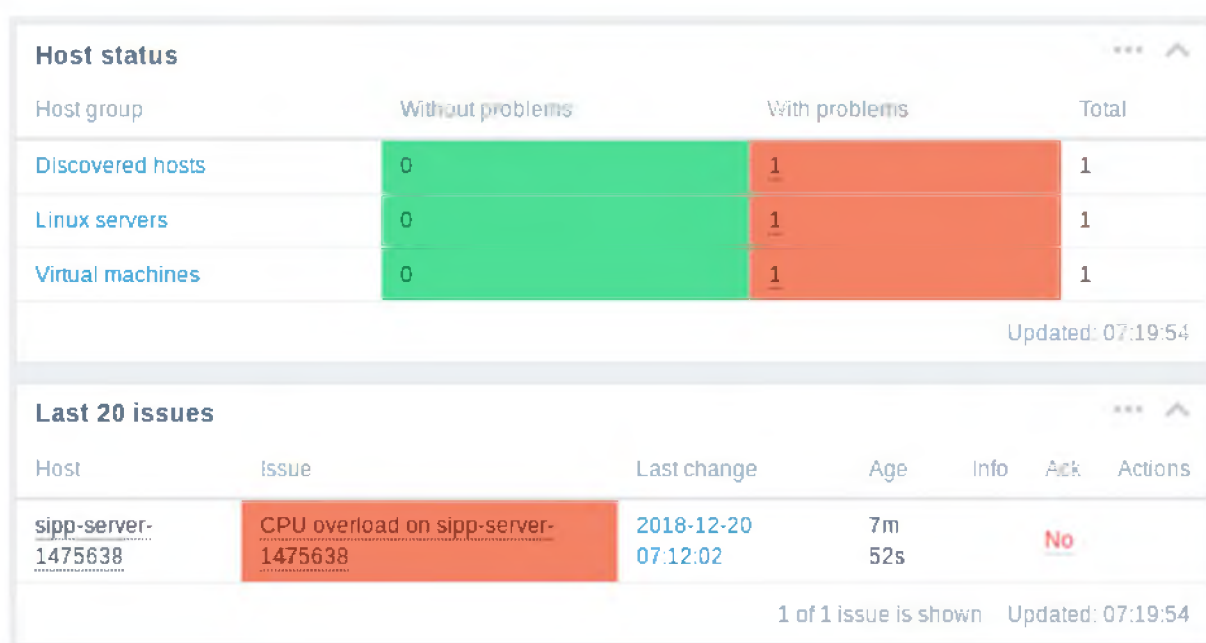 Host status
Host group Without problems With problems Total
Discovered hosts 0 1 1
Linux servers 0 1 1
Virtual machines 0 1 1
Updated: 07:19:54
Last 20 issues
Host Issue Last change Age Info Ack Actions
sipp-server- CPU overload on sipp-server- 2018-12-20 7m No
1475638 1475638 07:12:02 52s
1 of 1 issue is shown Updated: 07:19:54